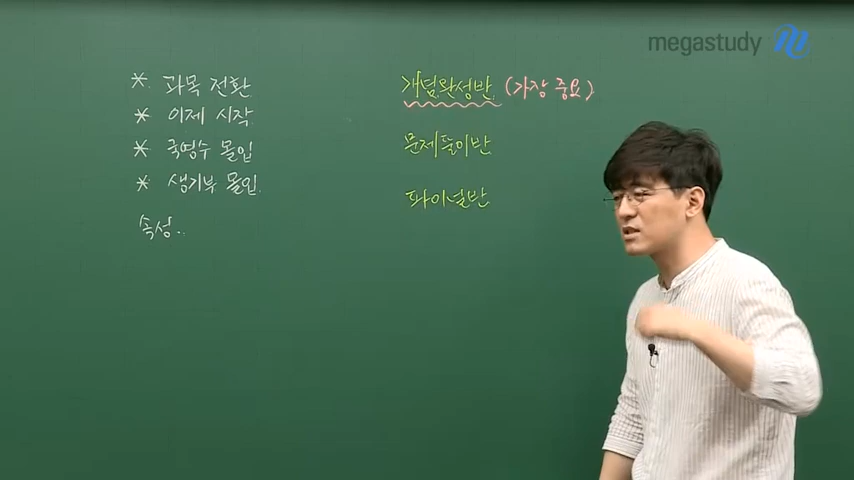 megastudy
* 과목 전환
* 이제 시작
* 국영수 몰입
* 생기부 몰입.
속성..
개념완성반 (가장 중요)
문제풀이반
파이널반